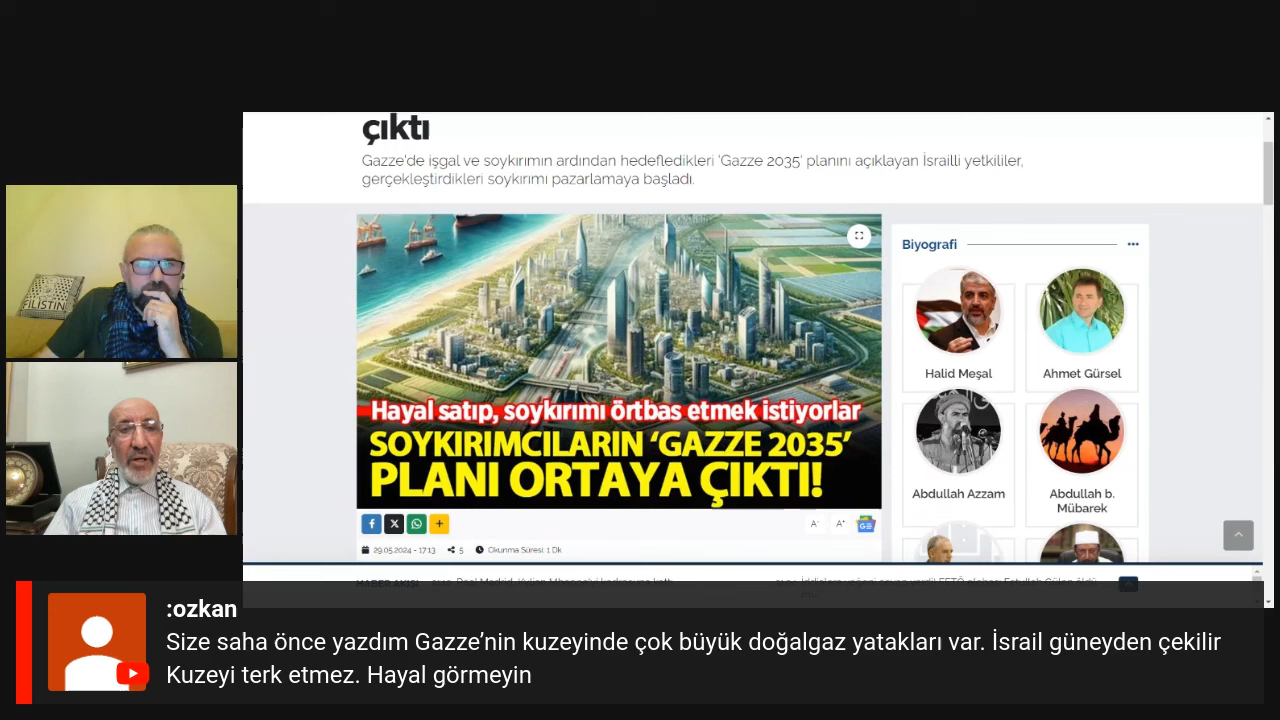 çıktı
Gazze'de işgal ve soykırımın ardından hedefledikleri 'Gazze 2035' planını açıklayan İsrailli yetkililer,
gerçekleştirdikleri soykırımı pazarlamaya başladı.
FİLİSTİN
Hayal satıp, soykırımı örtbas etmek istiyorlar
SOYKIRIMCILARIN 'GAZZE 2035'
PLANI ORTAYA ÇIKTI!
A- A+
29.05.2024 - 17:13 5 Okunma Süresi: 1 Dk
Biyografi
Halid Meşal
Ahmet Gürsel
Abdullah Azzam
Abdullah b.
Mübarek
:ozkan
Size saha önce yazdım Gazze’nin kuzeyinde çok büyük doğalgaz yatakları var. İsrail güneyden çekilir
Kuzeyi terk etmez. Hayal görmeyin